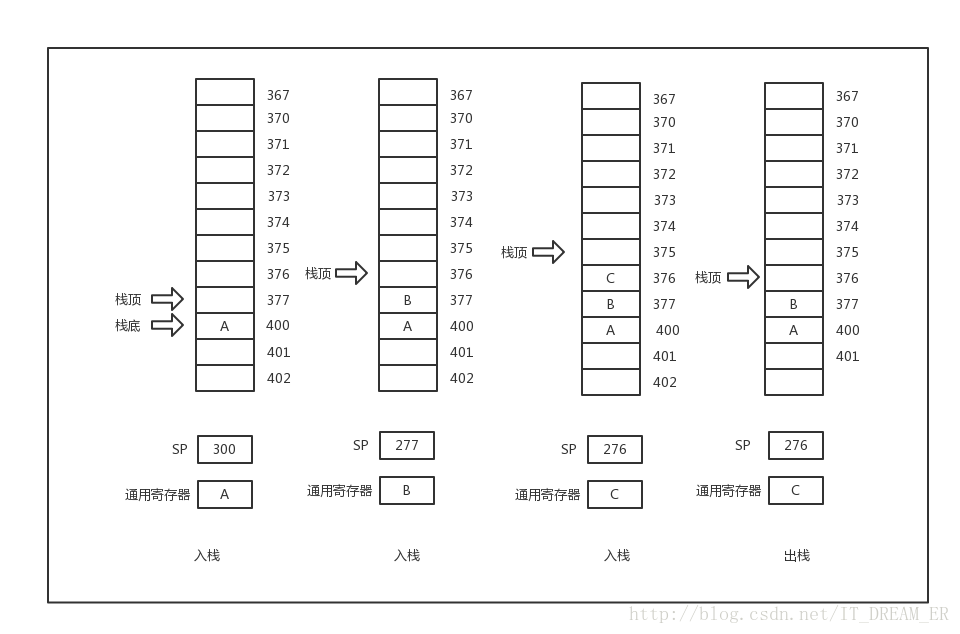 367 367 367 367
370 370 370 370
371 371 371 371
372 372 372 372
373 373 373 373
374 374 374 374
375 375 栈顶 375 375
376 栈顶 376 C 376 栈顶 376
栈顶 377 B 377 B 377 B 377
栈底 A 400 A 400 A 400 A 400
401 401 401 401
402 402 402
SP 300 SP 277 SP 276 SP 276
通用寄存器 A 通用寄存器 B 通用寄存器 C 通用寄存器 C
入栈 入栈 入栈 出栈
http://blog.csdn.net/IT_DREAM_ER